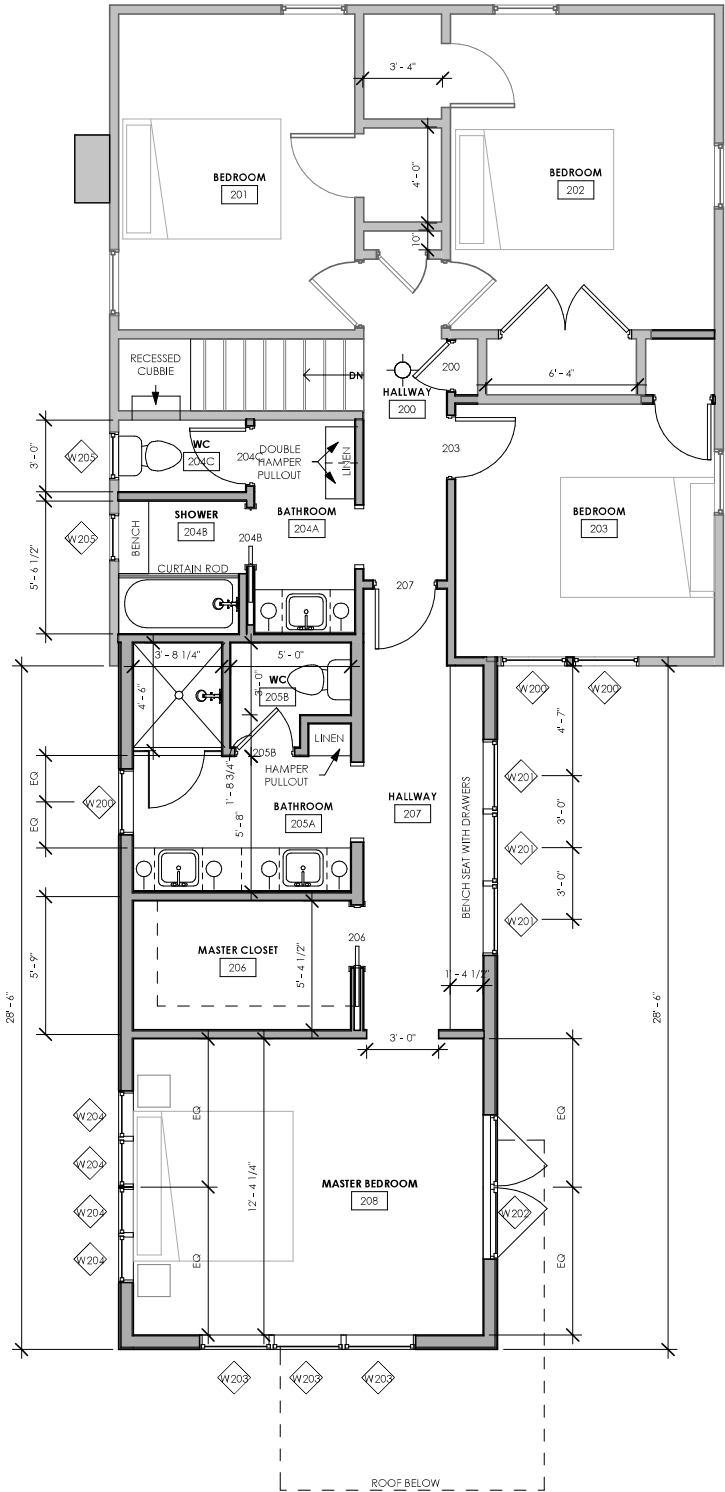 3' - 4"
BEDROOM
201
4' - 0"
BEDROOM
202
10"
RECESSED
CUBBIE
DN
HALLWAY
200
200
6' - 4"
3' - 0"
W205
WC
204C
204C
DOUBLE
HAMPER
PULLOUT
LINEN
203
BEDROOM
203
5' - 6 1/2"
W205
BENCH
SHOWER
204B
204B
BATHROOM
204A
CURTAIN ROD
207
3' - 8 1/4"
5' - 0"
4' - 6"
WC
205B
3' - 0"
W200
W200
4' - 7"
205B
LINEN
HAMPER
PULLOUT
1' - 8 3/4"
EQ
W200
EQ
BATHROOM
205A
5' - 8"
HALLWAY
207
BENCH SEAT WITH DRAWERS
W201
3' - 0"
W201
3' - 0"
W201
5' - 9"
MASTER CLOSET
206
5' - 4 1/2"
206
1' - 4 1/2"
28' - 6"
28' - 6"
3' - 0"
W204
W204
W204
W204
EQ
EQ
12' - 4 1/4"
MASTER BEDROOM
208
W202
EQ
EQ
W203
W203
W203
ROOF BELOW